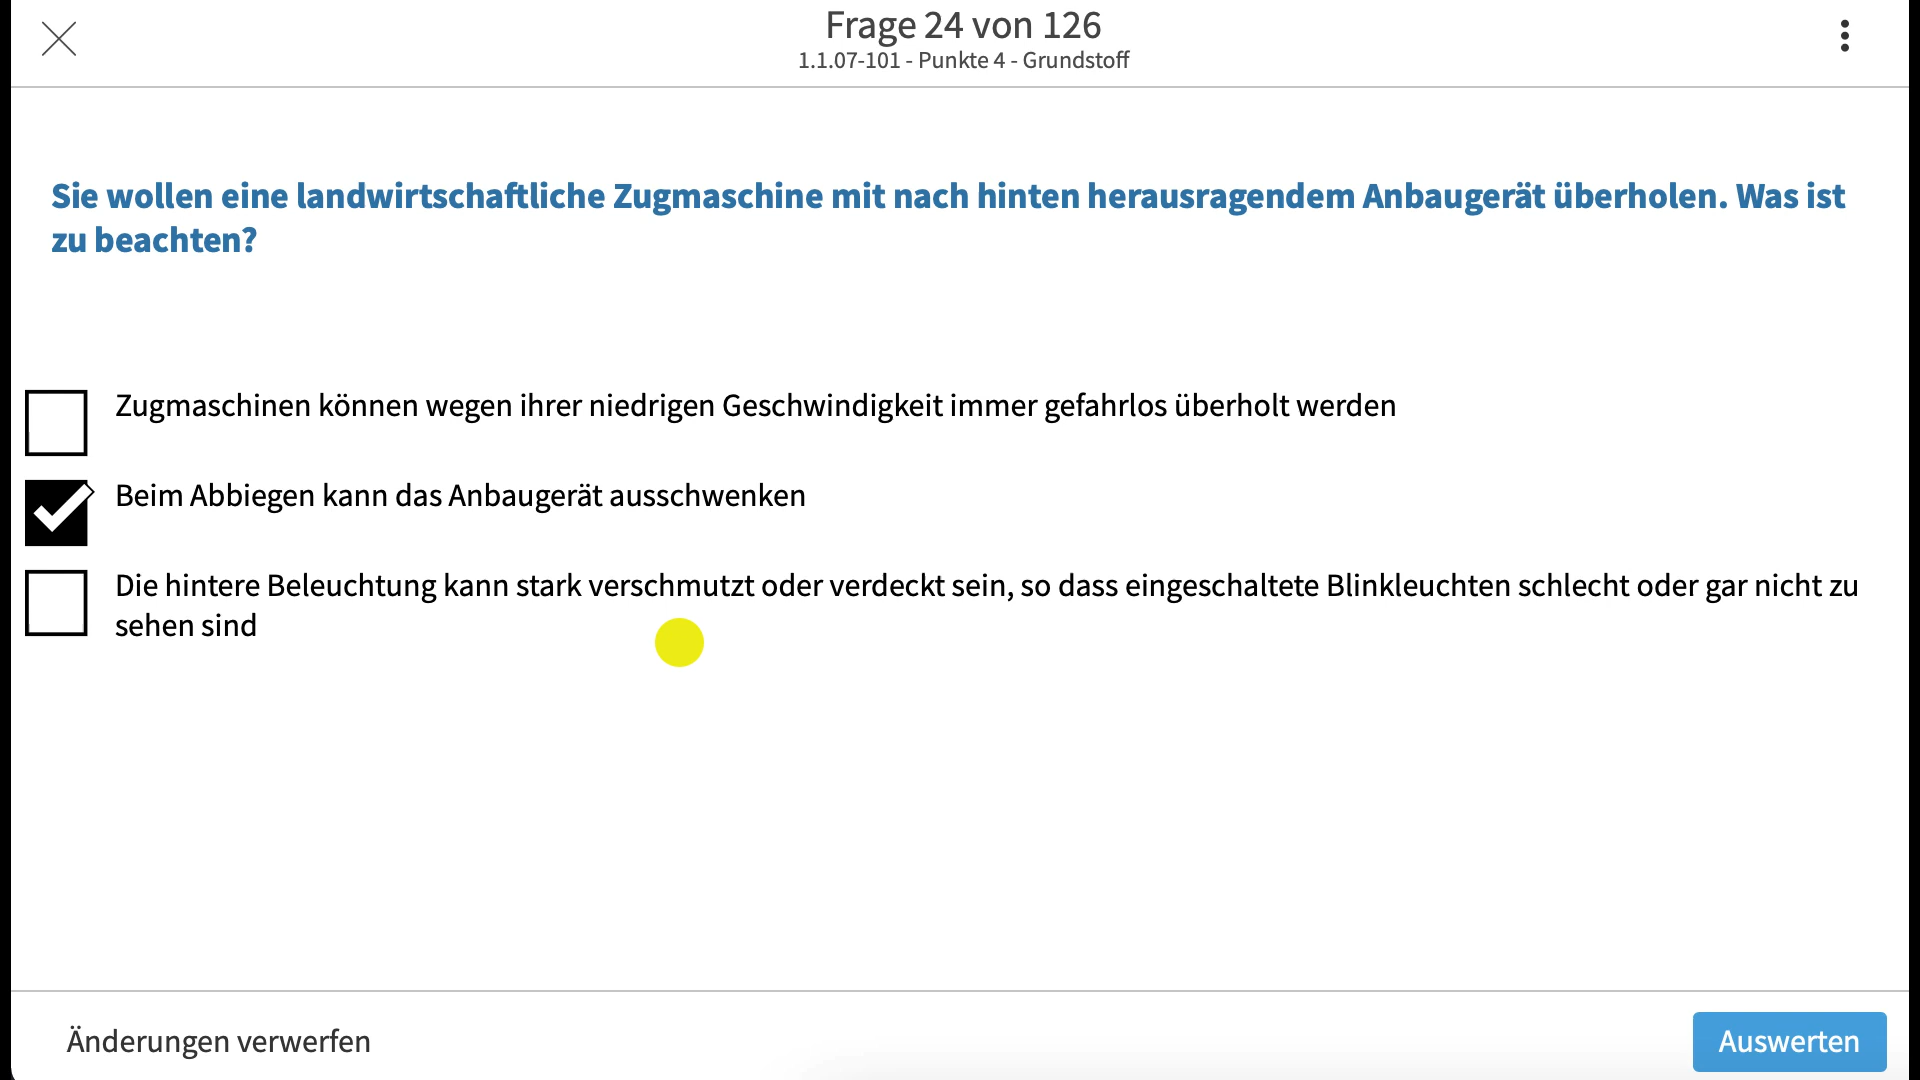 Frage 24 von 126
1.1.07-101 - Punkte 4 - Grundstoff
Sie wollen eine landwirtschaftliche Zugmaschine mit nach hinten herausragendem Anbaugerät überholen. Was ist
zu beachten?
Zugmaschinen können wegen ihrer niedrigen Geschwindigkeit immer gefahrlos überholt werden
Beim Abbiegen kann das Anbaugerät ausschwenken
Die hintere Beleuchtung kann stark verschmutzt oder verdeckt sein, so dass eingeschaltete Blinkleuchten schlecht oder gar nicht zu
sehen sind
Änderungen verwerfen
Auswerten